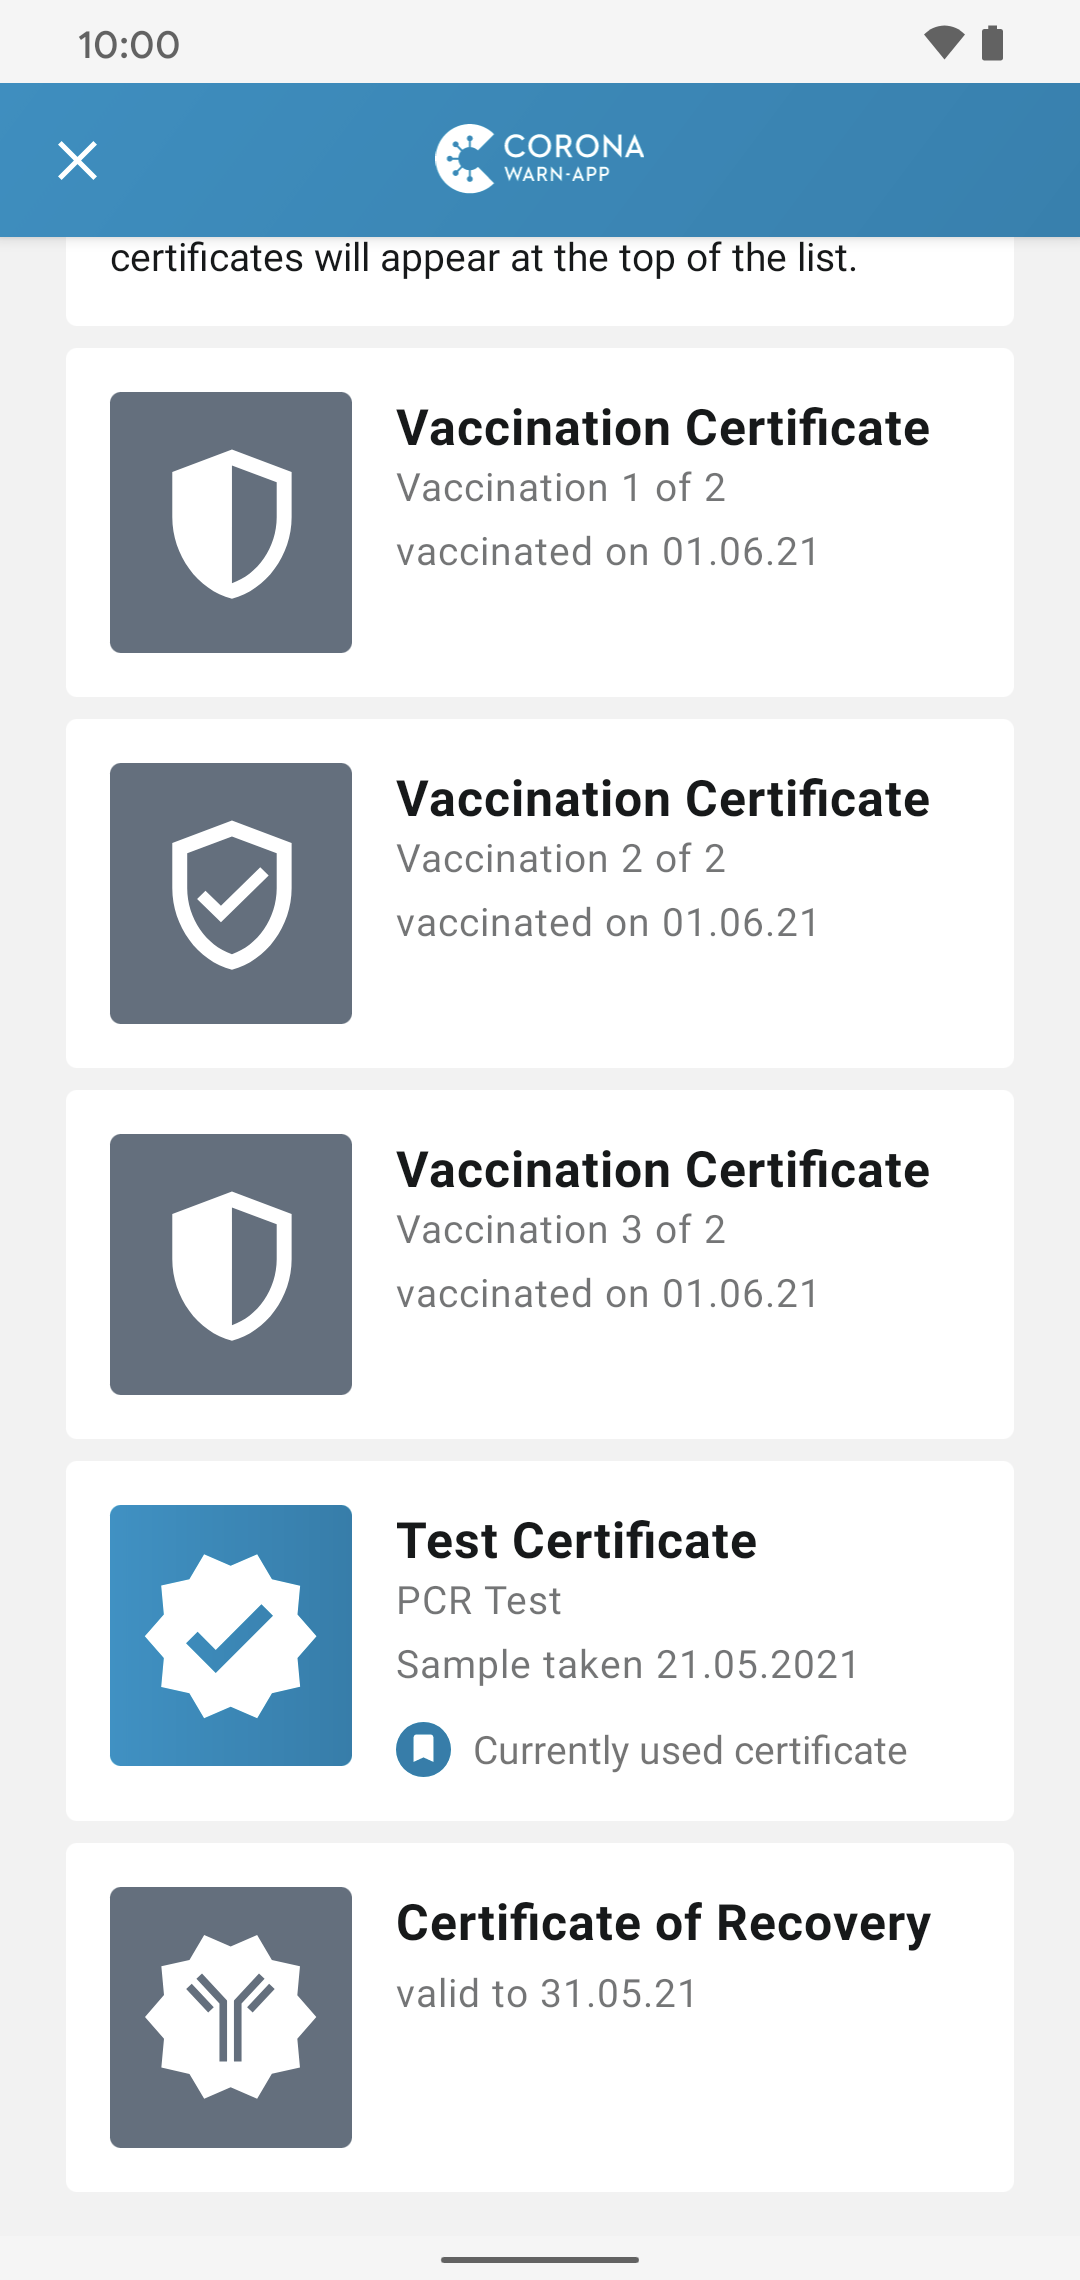 10:00
CORONA
WARN-APP
certificates will appear at the top of the list.
Vaccination Certificate
Vaccination 1 of 2
vaccinated on 01.06.21
Vaccination Certificate
Vaccination 2 of 2
vaccinated on 01.06.21
Vaccination Certificate
Vaccination 3 of 2
vaccinated on 01.06.21
Test Certificate
PCR Test
Sample taken 21.05.2021
Currently used certificate
Certificate of Recovery
valid to 31.05.21